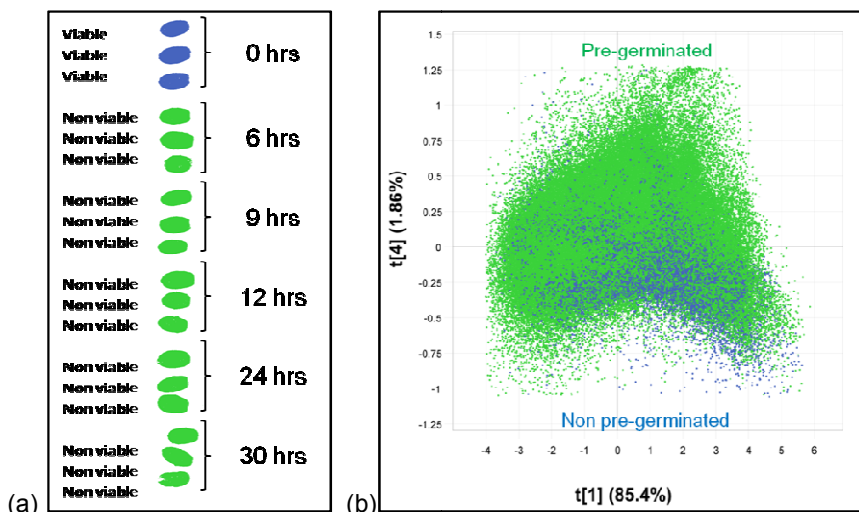 Viable
Viable
Viable
0 hrs
Non viable
Non viable
Non viable
6 hrs
Non viable
Non viable
Non viable
9 hrs
Non viable
Non viable
Non viable
12 hrs
Non viable
Non viable
Non viable
24 hrs
Non viable
Non viable
Non viable
30 hrs
(a)
Pre-germinated
1.5
1.25
1
0.75
0.5
0.25
0
-0.25
-0.5
-0.75
-1
-1.25
t[4] (1.86%)
Non pre-germinated
-4 -3 -2 -1 0 1 2 3 4 5 6
t[1] (85.4%)
(b)